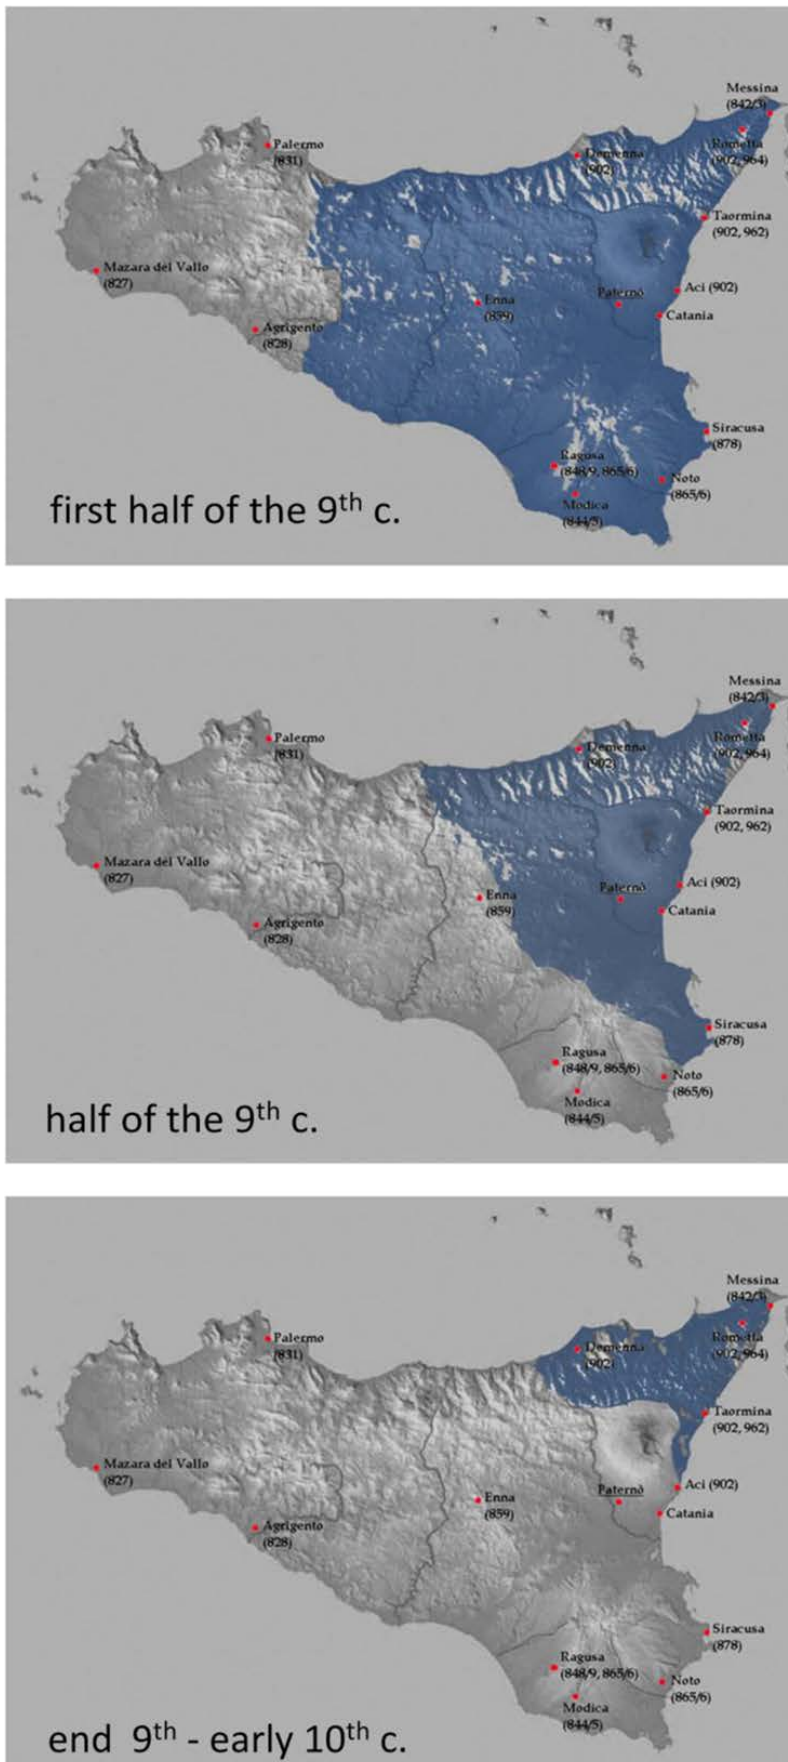 Messina
(842/3)
Palermo
(831)
Rometta
(902, 964)
Demenna
(902)
Taormina
(902, 962)
Mazara del Vallo
(827)
Aci (902)
Enna
(859)
Paternò
Catania
Agrigento
(828)
Siracusa
(878)
Ragusa
(848/9, 865/6)
Noto
(865/6)
Modica
(844/5)
first half of the 9th c.
Messina
(842/3)
Palermo
(831)
Rometta
(902, 964)
Demenna
(902)
Taormina
(902, 962)
Mazara del Vallo
(827)
Aci (902)
Enna
(859)
Paternò
Catania
Agrigento
(828)
Siracusa
(878)
Ragusa
(848/9, 865/6)
Noto
(865/6)
Modica
(844/5)
half of the 9th c.
Messina
(842/3)
Palermo
(831)
Rometta
(902, 964)
Demenna
(902)
Taormina
(902, 962)
Mazara del Vallo
(827)
Aci (902)
Enna
(859)
Paternò
Catania
Agrigento
(828)
Siracusa
(878)
Ragusa
(848/9, 865/6)
Noto
(865/6)
Modica
(844/5)
end 9th - early 10th c.